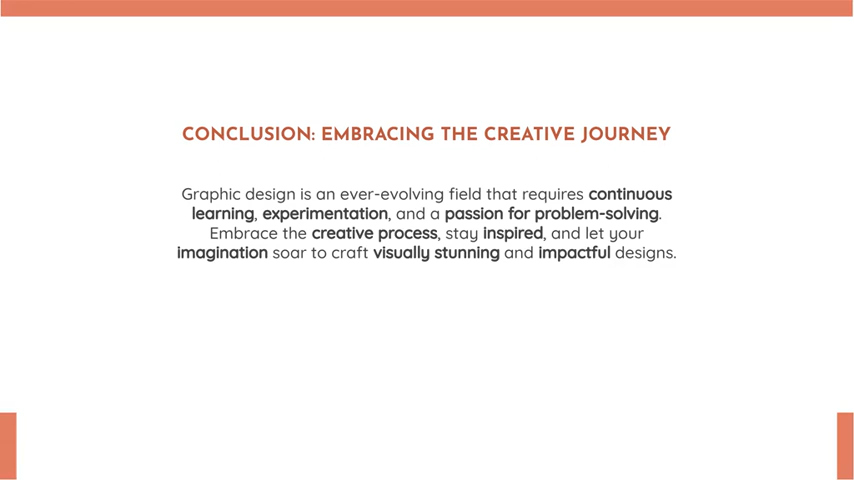 CONCLUSION: EMBRACING THE CREATIVE JOURNEY
Graphic design is an ever-evolving field that requires continuous
learning, experimentation, and a passion for problem-solving.
Embrace the creative process, stay inspired, and let your
imagination soar to craft visually stunning and impactful designs.